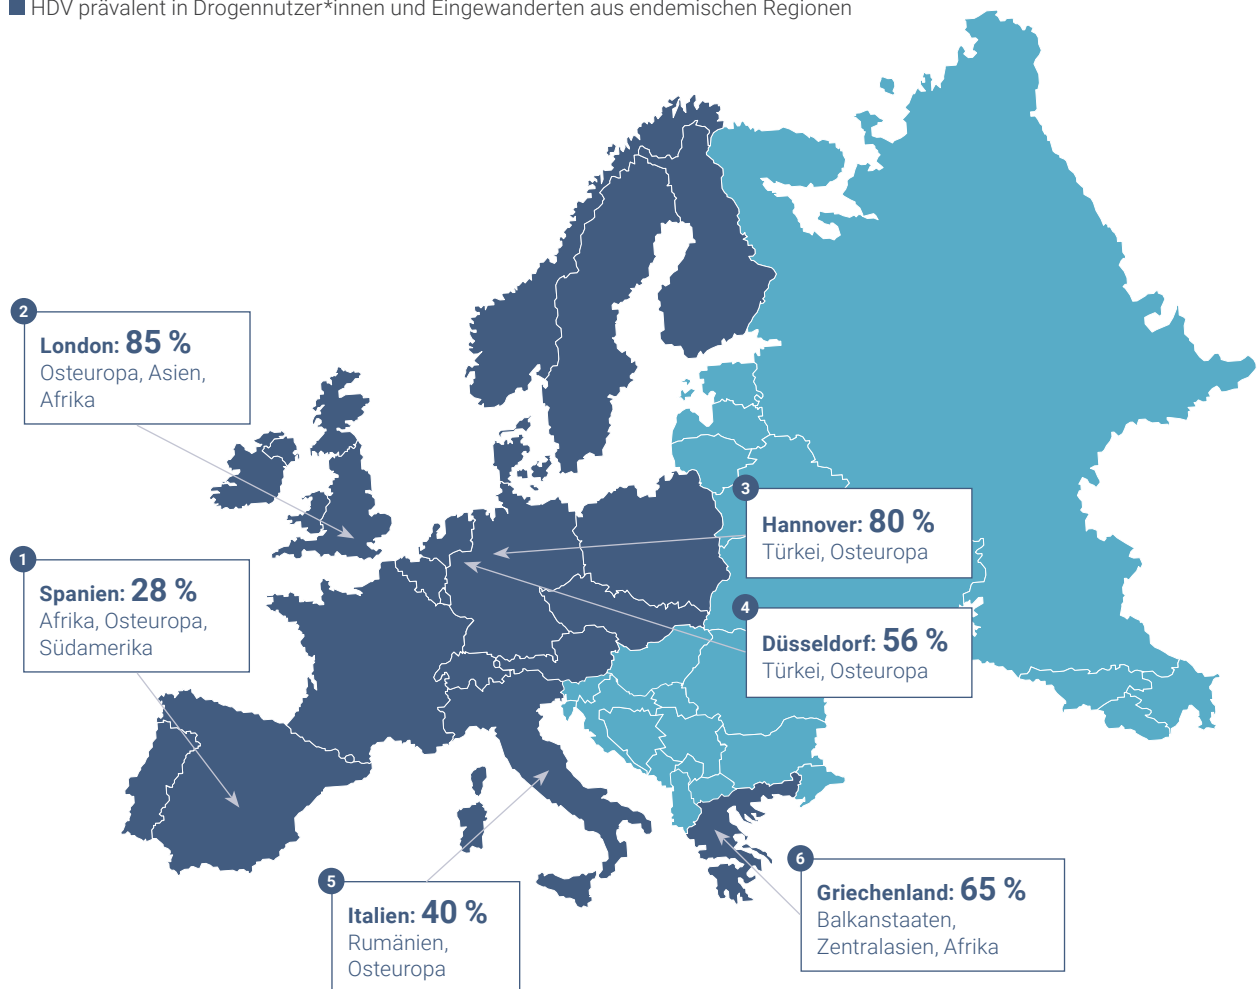 HDV prävalent in Drogennutzer*innen und Eingewanderten aus endemischen Regionen
2
London: 85 %
Osteuropa, Asien,
Afrika
1
Spanien: 28 %
Afrika, Osteuropa,
Südamerika
3
Hannover: 80 %
Türkei, Osteuropa
4
Düsseldorf: 56 %
Türkei, Osteuropa
5
Italien: 40 %
Rumänien,
Osteuropa
6
Griechenland: 65 %
Balkanstaaten,
Zentralasien, Afrika